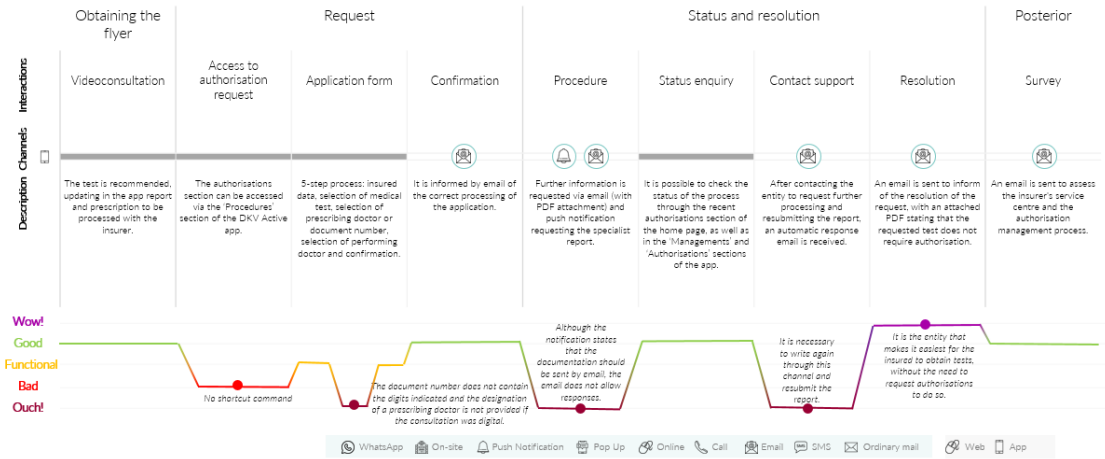 Obtaining the
flyer
Request
Status and resolution
Posterior
Interactions
Videoconsultation
Access to
authorisation
request
Application form
Confirmation
Procedure
Status enquiry
Contact support
Resolution
Survey
Channels
Description
The test is recommended,
updating in the app report
and prescription to be
processed with the
insurer.
The authorisations
section can be accessed
via the 'Procedures'
section of the DKV Active
app.
5-step process: insured
data, selection of medical
test, selection of
prescribing doctor or
document number,
selection of performing
doctor and confirmation.
It is informed by email of
the correct processing of
the application.
Further information is
requested via email (with
PDF attachment) and
push notification
requesting the specialist
report.
It is possible to check the
status of the process
through the recent
authorisations section of
the home page, as well as
in the 'Managements' and
'Authorisations' sections
of the app.
After contacting the
entity to request further
processing and
resubmitting the report,
an automatic response
email is received.
An email is sent to inform
of the resolution of the
request, with an attached
PDF stating that the
requested test does not
require authorisation.
An email is sent to assess
the insurer's service
centre and the
authorisation
management process.
Wow!
Good
Functional
Bad
Ouch!
No shortcut command
The document number does not contain
the digits indicated and the designation
of a prescribing doctor is not provided if
the consultation was digital.
Although the
notification states
that the
documentation should
be sent by email, the
email does not allow
responses.
It is necessary
to write again
through this
channel and
resubmit the
report.
It is the entity that
makes it easiest for the
insured to obtain tests,
without the need to
request authorisations
to do so.
WhatsApp
On-site
Push Notification
Pop Up
Online
Call
Email
SMS
Ordinary mail
Web
App